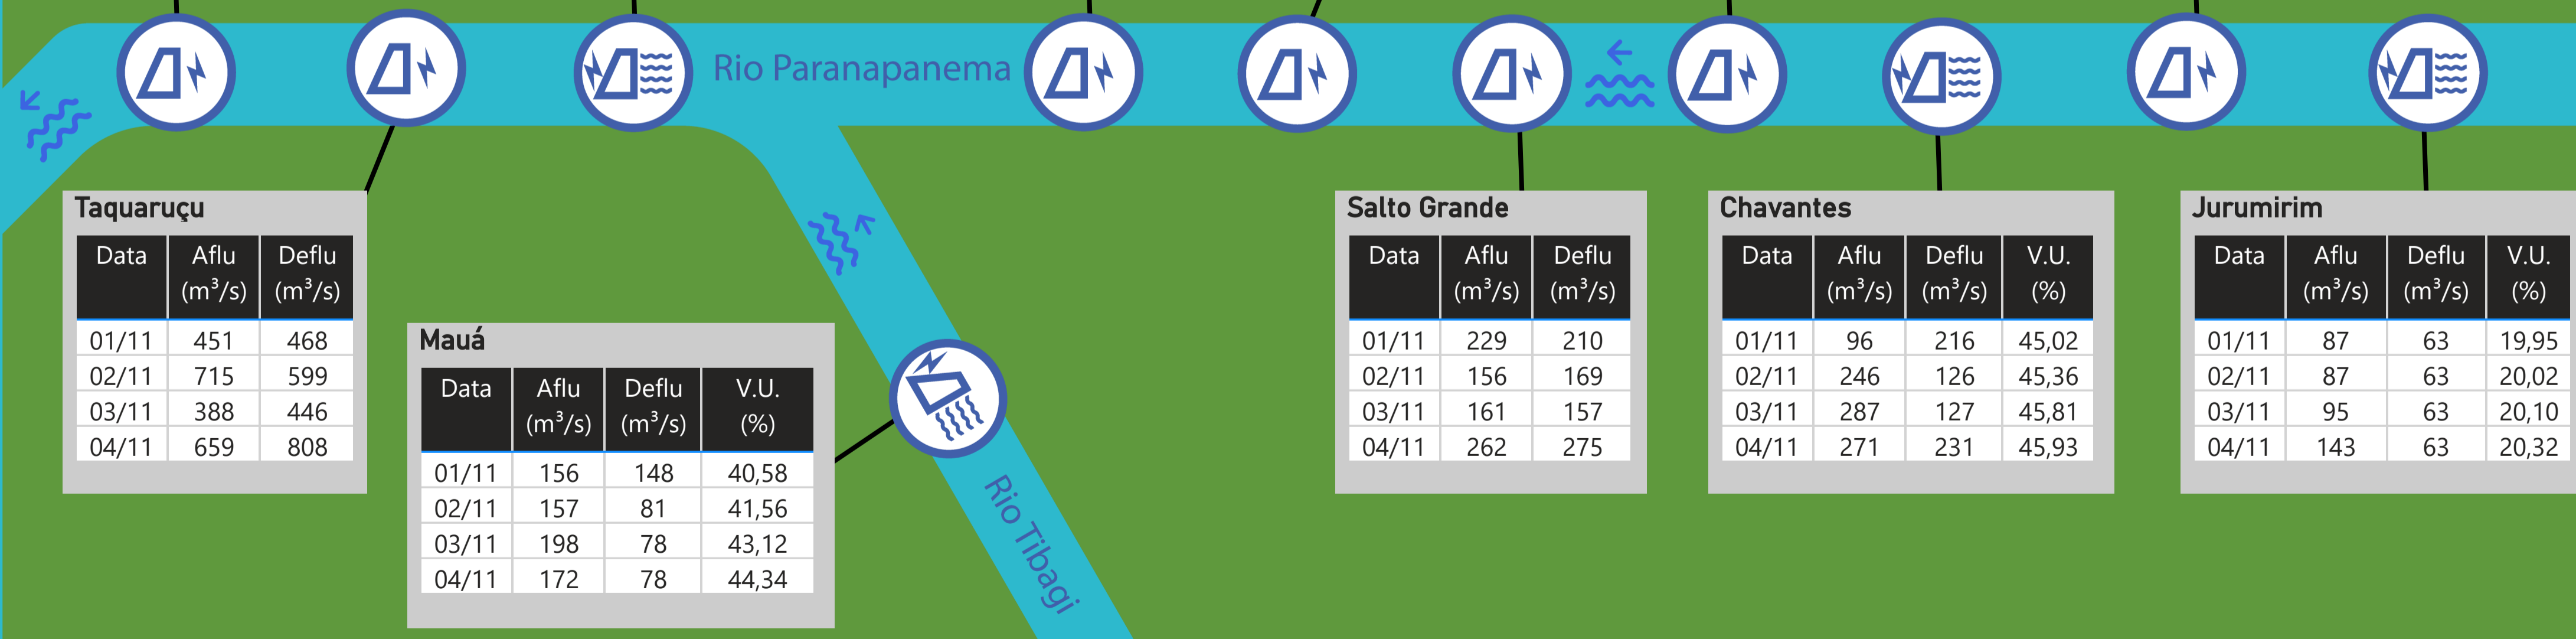 Rio Paranapanema
Taquaruçu
Data Aflu (m³/s) Deflu (m³/s)
01/11 451 468
02/11 715 599
03/11 388 446
04/11 659 808
Mauá
Data Aflu (m³/s) Deflu (m³/s) V.U. (%)
01/11 156 148 40,58
02/11 157 81 41,56
03/11 198 78 43,12
04/11 172 78 44,34
Rio Tibagi
Salto Grande
Data Aflu (m³/s) Deflu (m³/s)
01/11 229 210
02/11 156 169
03/11 161 157
04/11 262 275
Chavantes
Data Aflu (m³/s) Deflu (m³/s) V.U. (%)
01/11 96 216 45,02
02/11 246 126 45,36
03/11 287 127 45,81
04/11 271 231 45,93
Jurumirim
Data Aflu (m³/s) Deflu (m³/s) V.U. (%)
01/11 87 63 19,95
02/11 87 63 20,02
03/11 95 63 20,10
04/11 143 63 20,32